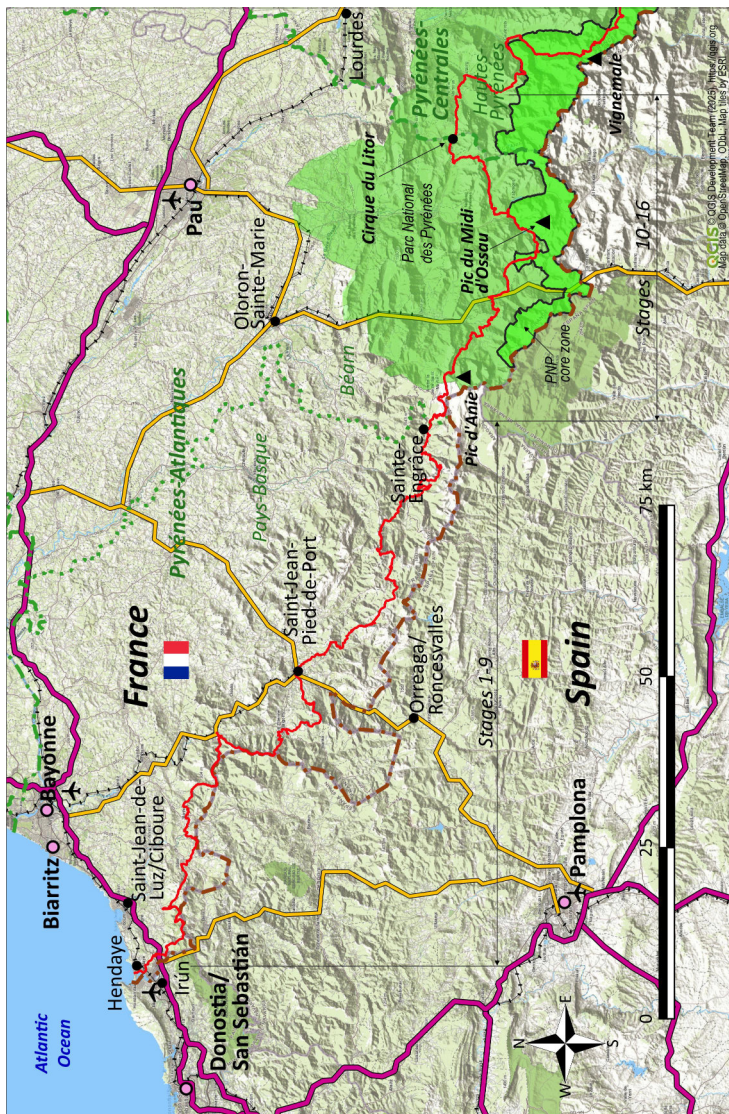 Atlantic
Ocean
Biarritz
Bayonne
Hendaye
Saint-Jean-de-
Luz/Ciboure
Irun
Donostia/
San Sebastian
France
Pyrénées-Atlantiques
Pays-Basque
Béarn
Saint-Jean-
Pied-de-Port
Oloron-
Sainte-Marie
Pau
Lourdes
Pyrénées-
Centrales
Hautes-
Pyrénées
Cirque du Litor
Parc National
des Pyrénées
Pic du Midi
d'Ossau
Vignemale
PNP
core zone
Sainte-
Engrâce
Pic d'Anie
Orreaga/
Roncesvalles
Stages 1-9
Stages 10-16
Spain
Pamplona
N
E
S
W
0
25
50
75 km
QGIS © QGIS Development Team (2025), https://qgis.org
Map data © OpenStreetMap, ODbL; Map tiles by ESRI